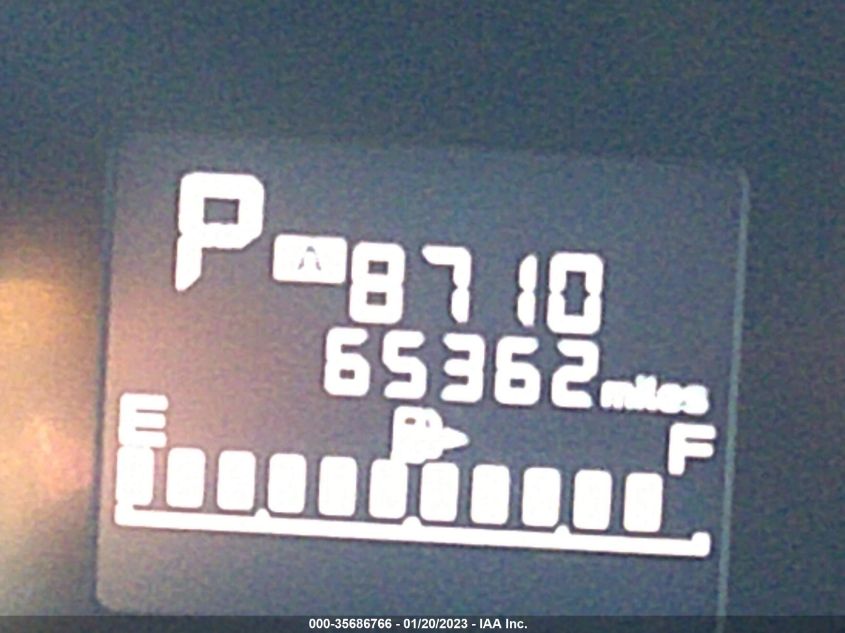 P A 8710
65362 miles
E F
000-35686766 - 01/20/2023 - IAA Inc.